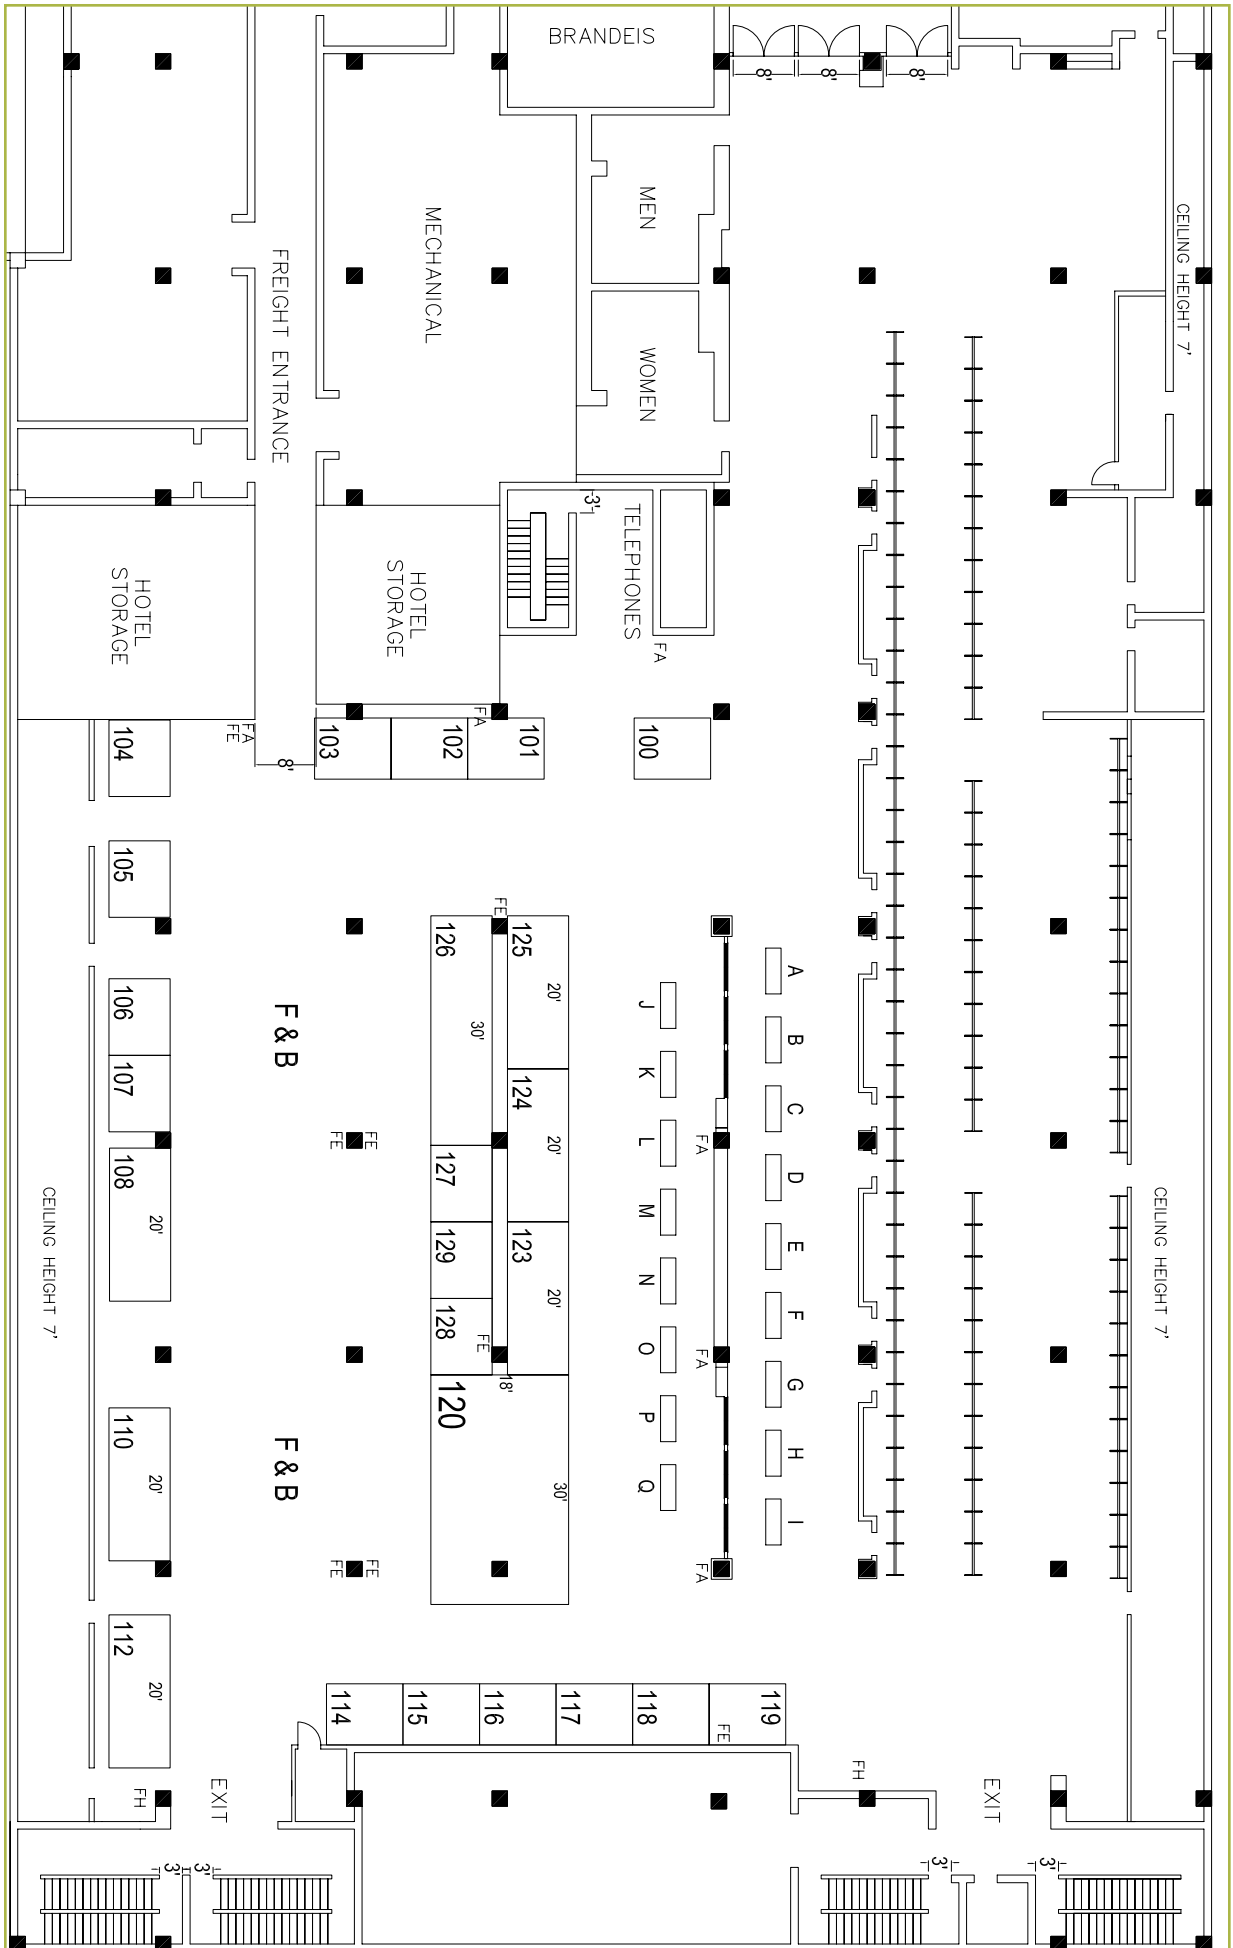 BRANDEIS
8'
8'
8'
MEN
MECHANICAL
CEILING HEIGHT 7'
FREIGHT ENTRANCE
WOMEN
3'
TELEPHONES
HOTEL
STORAGE
HOTEL
STORAGE
FA
FA
FA
FE
8'
104
103
102
101
100
105
FE
126
30'
125
20'
A
J
B
106
F & B
K
107
124
20'
C
L
FA
FE
FE
108
20'
127
D
M
CEILING HEIGHT 7'
CEILING HEIGHT 7'
129
123
20'
E
N
128
FE
F
O
FA
18'
G
120
30'
110
20'
F & B
P
H
Q
I
FE
FE
FA
112
20'
114
115
116
117
118
119
FE
FH
EXIT
FH
EXIT
3'
3'
3'
3'